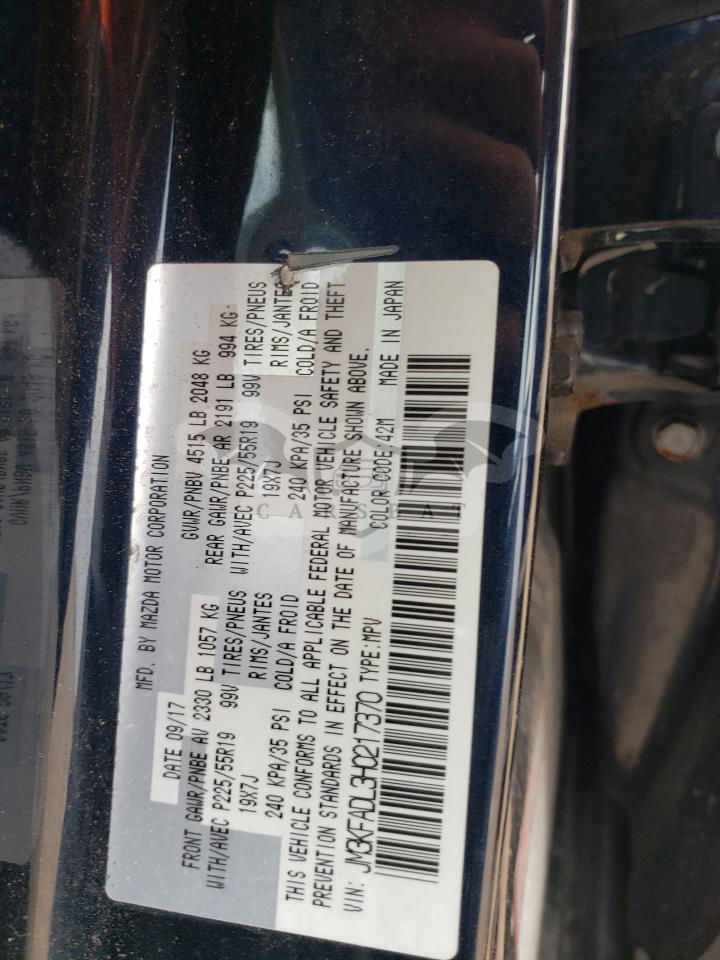 MFD. BY MAZDA MOTOR CORPORATION
DATE 09/17 GVWR/PNBV 4515 LB 2048 KG
FRONT GAWR/PNBE AV 2330 LB 1057 KG REAR GAWR/PNBE AR 2191 LB 994 KG
WITH/AVEC P225/55R19 99V TIRES/PNEUS WITH/AVEC P225/55R19 99V TIRES/PNEUS
19X7J RIMS/JANTES 19X7J RIMS/JANTES
240 KPA/35 PSI COLD/A FROID 240 KPA/35 PSI COLD/A FROID
THIS VEHICLE CONFORMS TO ALL APPLICABLE FEDERAL MOTOR VEHICLE SAFETY AND THEFT
PREVENTION STANDARDS IN EFFECT ON THE DATE OF MANUFACTURE SHOWN ABOVE.
VIN: JM3KFADL3H0217370 TYPE:MPV COLOR CODE:42M MADE IN JAPAN
CARSEAT